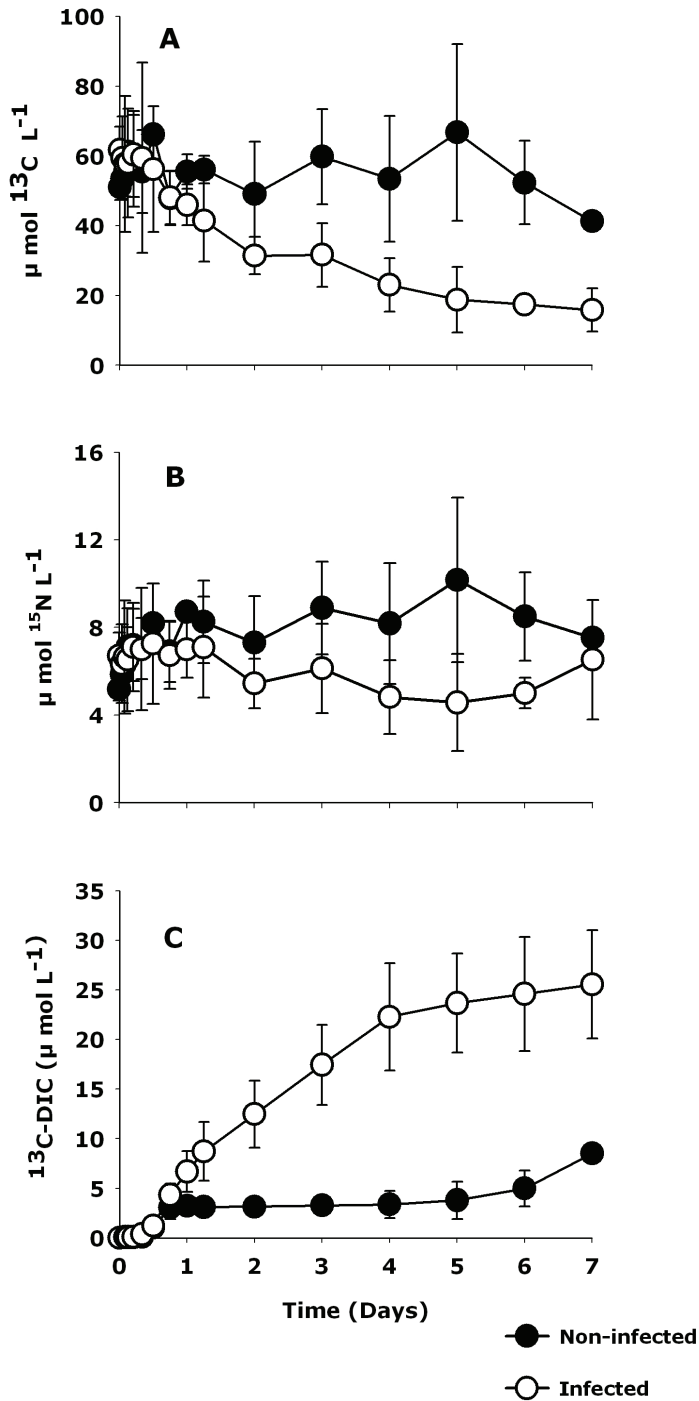 A
100
80
60
40
20
0
μ mol ¹³C L⁻¹
B
16
12
8
4
0
μ mol ¹⁵N L⁻¹
C
35
30
25
20
15
10
5
0
¹³C-DIC (μ mol L⁻¹)
0 1 2 3 4 5 6 7
Time (Days)
Non-infected
Infected